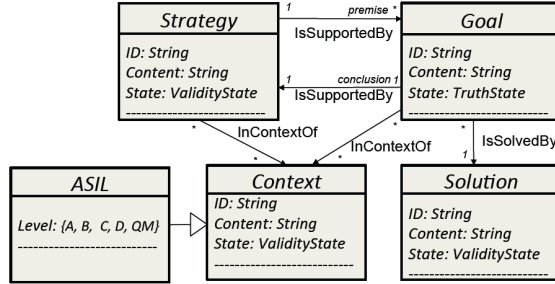 Strategy
ID: String
Content: String
State: ValidityState
1
premise *
IsSupportedBy
Goal
ID: String
Content: String
State: TruthState
1
conclusion 1
IsSupportedBy
*
InContextOf
*
*
InContextOf
*
*
IsSolvedBy
1
ASIL
Level: {A, B, C, D, QM}
Context
ID: String
Content: String
State: ValidityState
Solution
ID: String
Content: String
State: ValidityState